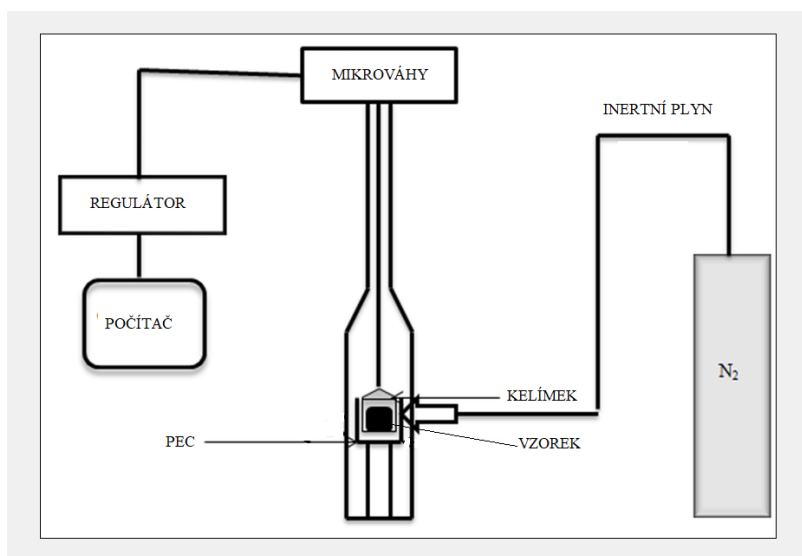 MIKROVÁHY
INERTNÍ PLYN
REGULÁTOR
POČÍTAČ
N₂
KELÍMEK
PEC
VZOREK